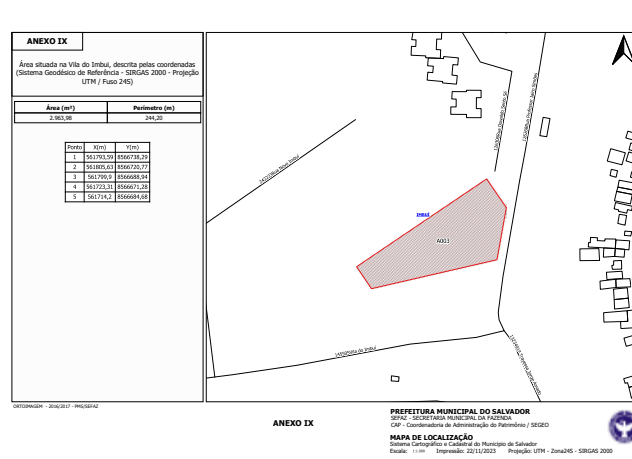 ANEXO IX
Área situada na Vila do Imbuí, descrita pelas coordenadas
(Sistema Geodésico de Referência - SIRGAS 2000 - Projeção
UTM / Fuso 24S)
Área (m²) Perímetro (m)
2.963,98 244,20
Ponto X(m) Y(m)
1 561793,59 8566738,29
2 561805,63 8566720,77
3 561799,9 8566688,94
4 561723,31 8566671,28
5 561714,2 8566684,68
IMBUÍ
A003
ORTOIMAGEM - 2016/2017 - PMS/SEFAZ
ANEXO IX
PREFEITURA MUNICIPAL DO SALVADOR
SEFAZ - SECRETARIA MUNICIPAL DA FAZENDA
CAP - Coordenadoria de Administração do Patrimônio / SEGEO
MAPA DE LOCALIZAÇÃO
Sistema Cartográfico e Cadastral do Município de Salvador
Escala: Impressão: 22/11/2023 Projeção: UTM - Zona24S - SIRGAS 2000